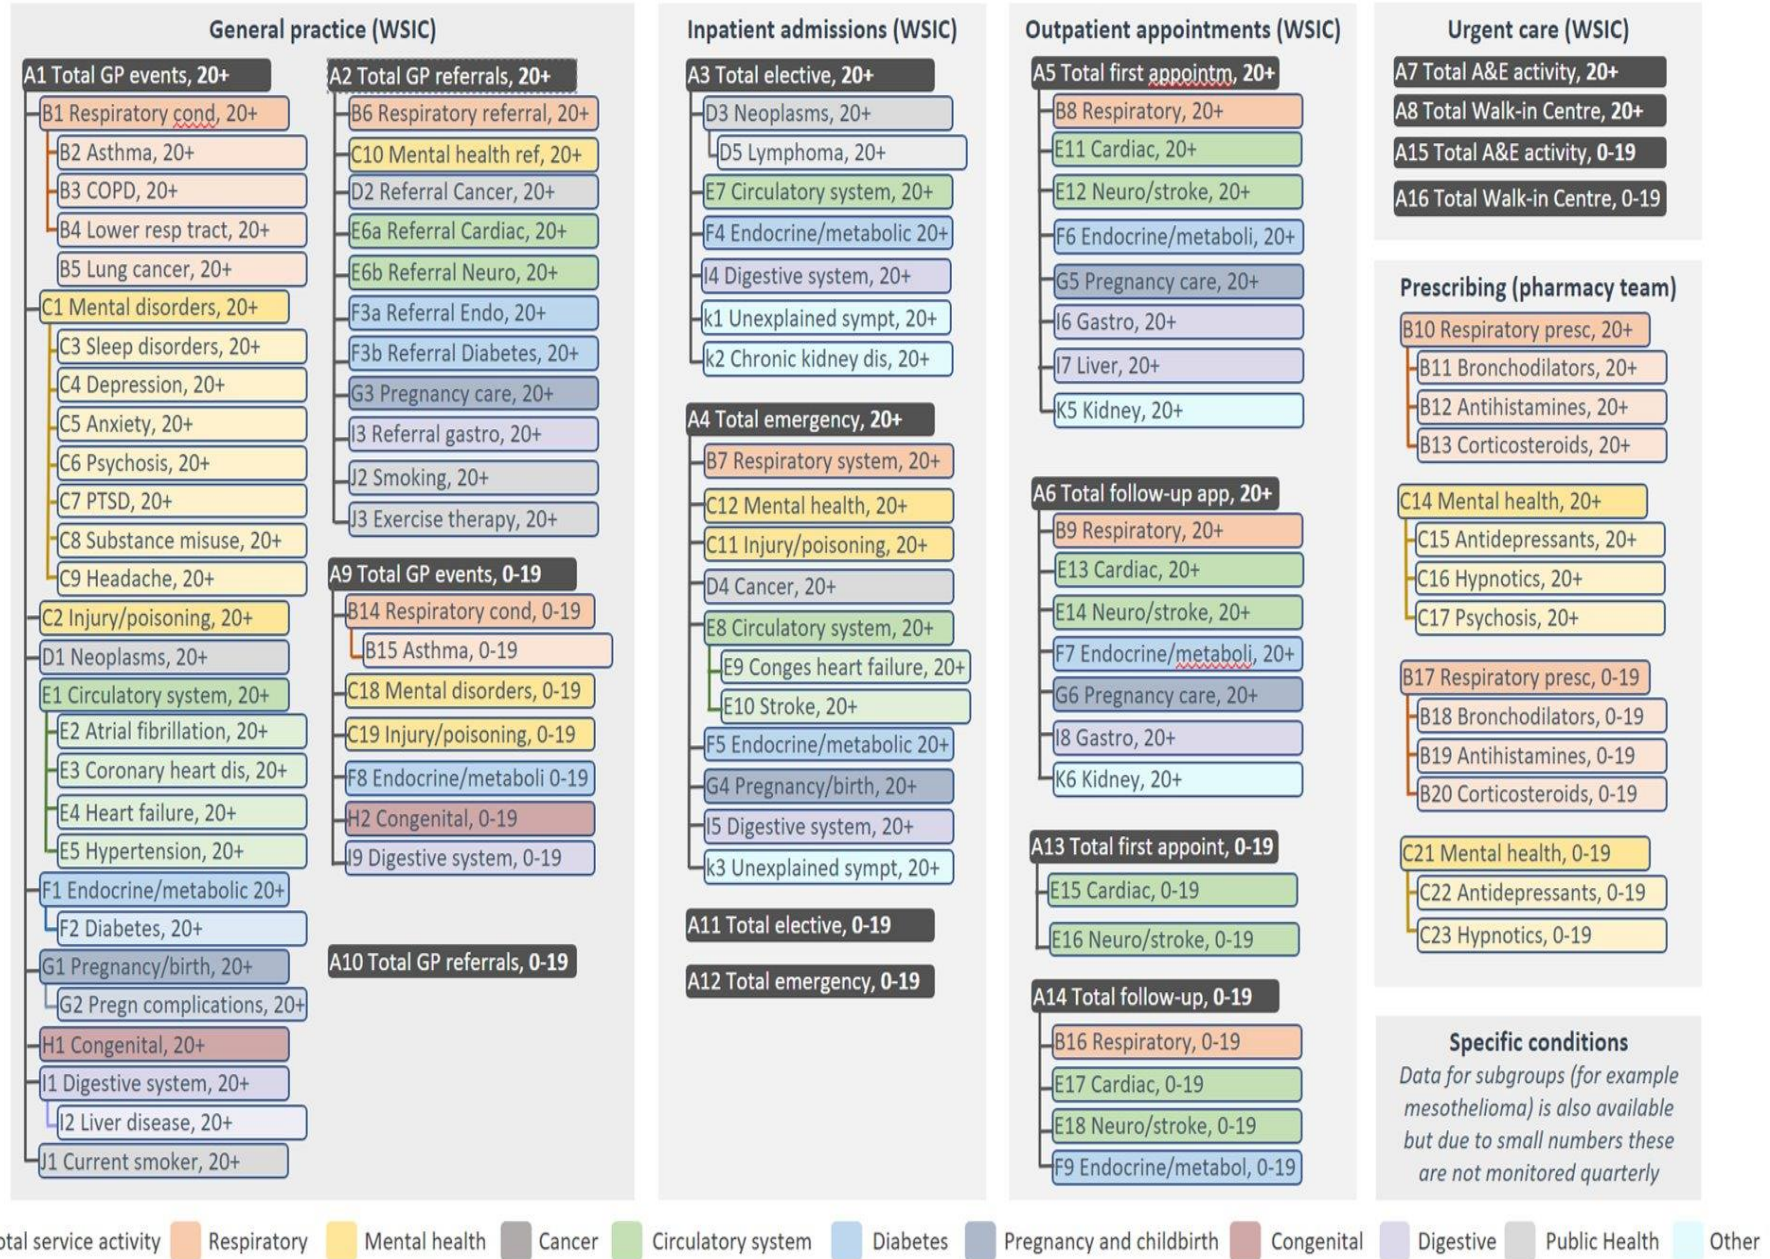 General practice (WSIC)
A1 Total GP events, 20+
B1 Respiratory cond, 20+
B2 Asthma, 20+
B3 COPD, 20+
B4 Lower resp tract, 20+
B5 Lung cancer, 20+
C1 Mental disorders, 20+
C3 Sleep disorders, 20+
C4 Depression, 20+
C5 Anxiety, 20+
C6 Psychosis, 20+
C7 PTSD, 20+
C8 Substance misuse, 20+
C9 Headache, 20+
C2 Injury/poisoning, 20+
D1 Neoplasms, 20+
E1 Circulatory system, 20+
E2 Atrial fibrillation, 20+
E3 Coronary heart dis, 20+
E4 Heart failure, 20+
E5 Hypertension, 20+
F1 Endocrine/metabolic 20+
F2 Diabetes, 20+
G1 Pregnancy/birth, 20+
G2 Pregn complications, 20+
H1 Congenital, 20+
I1 Digestive system, 20+
I2 Liver disease, 20+
J1 Current smoker, 20+
A2 Total GP referrals, 20+
B6 Respiratory referral, 20+
C10 Mental health ref, 20+
D2 Referral Cancer, 20+
E6a Referral Cardiac, 20+
E6b Referral Neuro, 20+
F3a Referral Endo, 20+
F3b Referral Diabetes, 20+
G3 Pregnancy care, 20+
I3 Referral gastro, 20+
J2 Smoking, 20+
J3 Exercise therapy, 20+
A9 Total GP events, 0-19
B14 Respiratory cond, 0-19
B15 Asthma, 0-19
C18 Mental disorders, 0-19
C19 Injury/poisoning, 0-19
F8 Endocrine/metaboli 0-19
H2 Congenital, 0-19
I9 Digestive system, 0-19
A10 Total GP referrals, 0-19
Inpatient admissions (WSIC)
A3 Total elective, 20+
D3 Neoplasms, 20+
D5 Lymphoma, 20+
E7 Circulatory system, 20+
F4 Endocrine/metabolic 20+
I4 Digestive system, 20+
k1 Unexplained sympt, 20+
k2 Chronic kidney dis, 20+
A4 Total emergency, 20+
B7 Respiratory system, 20+
C12 Mental health, 20+
C11 Injury/poisoning, 20+
D4 Cancer, 20+
E8 Circulatory system, 20+
E9 Conges heart failure, 20+
E10 Stroke, 20+
F5 Endocrine/metabolic 20+
G4 Pregnancy/birth, 20+
I5 Digestive system, 20+
k3 Unexplained sympt, 20+
A11 Total elective, 0-19
A12 Total emergency, 0-19
Outpatient appointments (WSIC)
A5 Total first appointm, 20+
B8 Respiratory, 20+
E11 Cardiac, 20+
E12 Neuro/stroke, 20+
F6 Endocrine/metaboli, 20+
G5 Pregnancy care, 20+
I6 Gastro, 20+
I7 Liver, 20+
K5 Kidney, 20+
A6 Total follow-up app, 20+
B9 Respiratory, 20+
E13 Cardiac, 20+
E14 Neuro/stroke, 20+
F7 Endocrine/metaboli, 20+
G6 Pregnancy care, 20+
I8 Gastro, 20+
K6 Kidney, 20+
A13 Total first appoint, 0-19
E15 Cardiac, 0-19
E16 Neuro/stroke, 0-19
A14 Total follow-up, 0-19
B16 Respiratory, 0-19
E17 Cardiac, 0-19
E18 Neuro/stroke, 0-19
F9 Endocrine/metabol, 0-19
Urgent care (WSIC)
A7 Total A&E activity, 20+
A8 Total Walk-in Centre, 20+
A15 Total A&E activity, 0-19
A16 Total Walk-in Centre, 0-19
Prescribing (pharmacy team)
B10 Respiratory presc, 20+
B11 Bronchodilators, 20+
B12 Antihistamines, 20+
B13 Corticosteroids, 20+
C14 Mental health, 20+
C15 Antidepressants, 20+
C16 Hypnotics, 20+
C17 Psychosis, 20+
B17 Respiratory presc, 0-19
B18 Bronchodilators, 0-19
B19 Antihistamines, 0-19
B20 Corticosteroids, 0-19
C21 Mental health, 0-19
C22 Antidepressants, 0-19
C23 Hypnotics, 0-19
Specific conditions
Data for subgroups (for example
mesothelioma) is also available
but due to small numbers these
are not monitored quarterly
otal service activity Respiratory Mental health Cancer Circulatory system Diabetes Pregnancy and childbirth Congenital Digestive Public Health Other